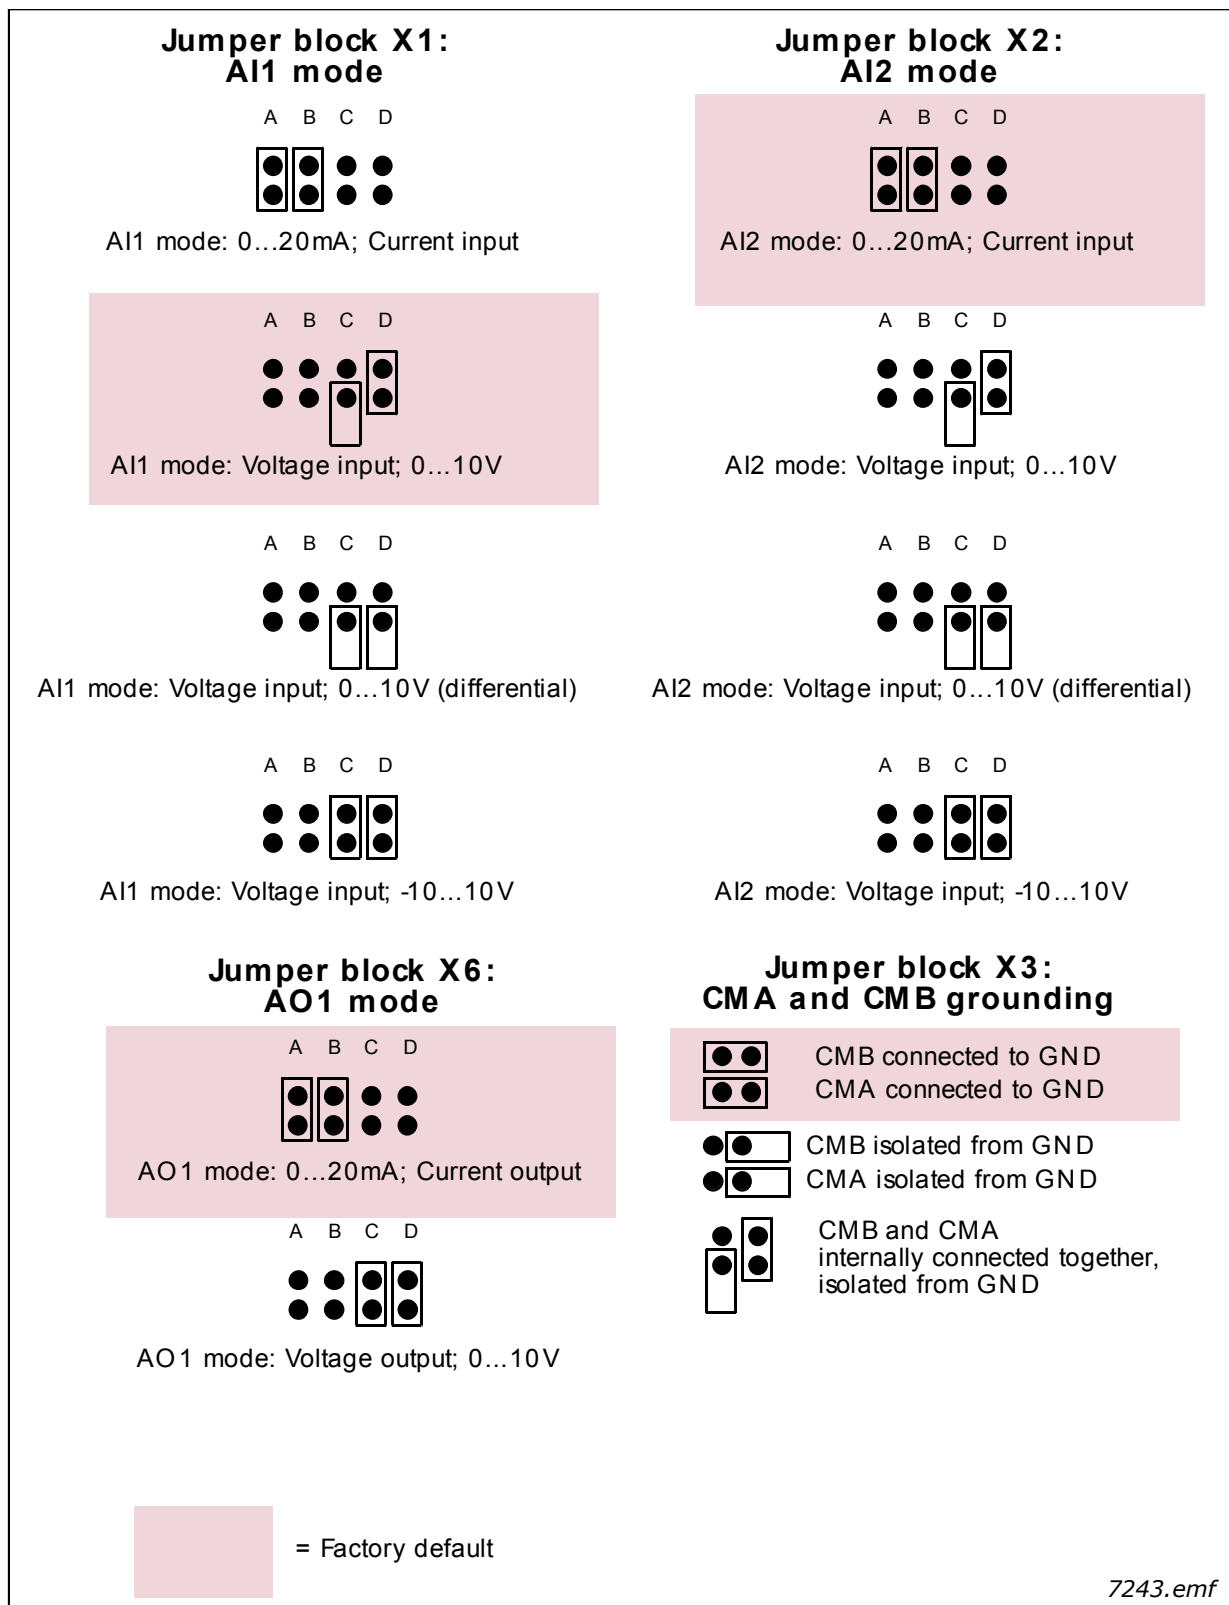 Jumper block X1:
AI1 mode
A B C D
AI1 mode: 0...20mA; Current input
A B C D
AI1 mode: Voltage input; 0...10V
A B C D
AI1 mode: Voltage input; 0...10V (differential)
A B C D
AI1 mode: Voltage input; -10...10V
Jumper block X2:
AI2 mode
A B C D
AI2 mode: 0...20mA; Current input
A B C D
AI2 mode: Voltage input; 0...10V
A B C D
AI2 mode: Voltage input; 0...10V (differential)
A B C D
AI2 mode: Voltage input; -10...10V
Jumper block X6:
AO1 mode
A B C D
AO1 mode: 0...20mA; Current output
A B C D
AO1 mode: Voltage output; 0...10V
Jumper block X3:
CMA and CMB grounding
CMB connected to GND
CMA connected to GND
CMB isolated from GND
CMA isolated from GND
CMB and CMA
internally connected together,
isolated from GND
= Factory default
7243.emf